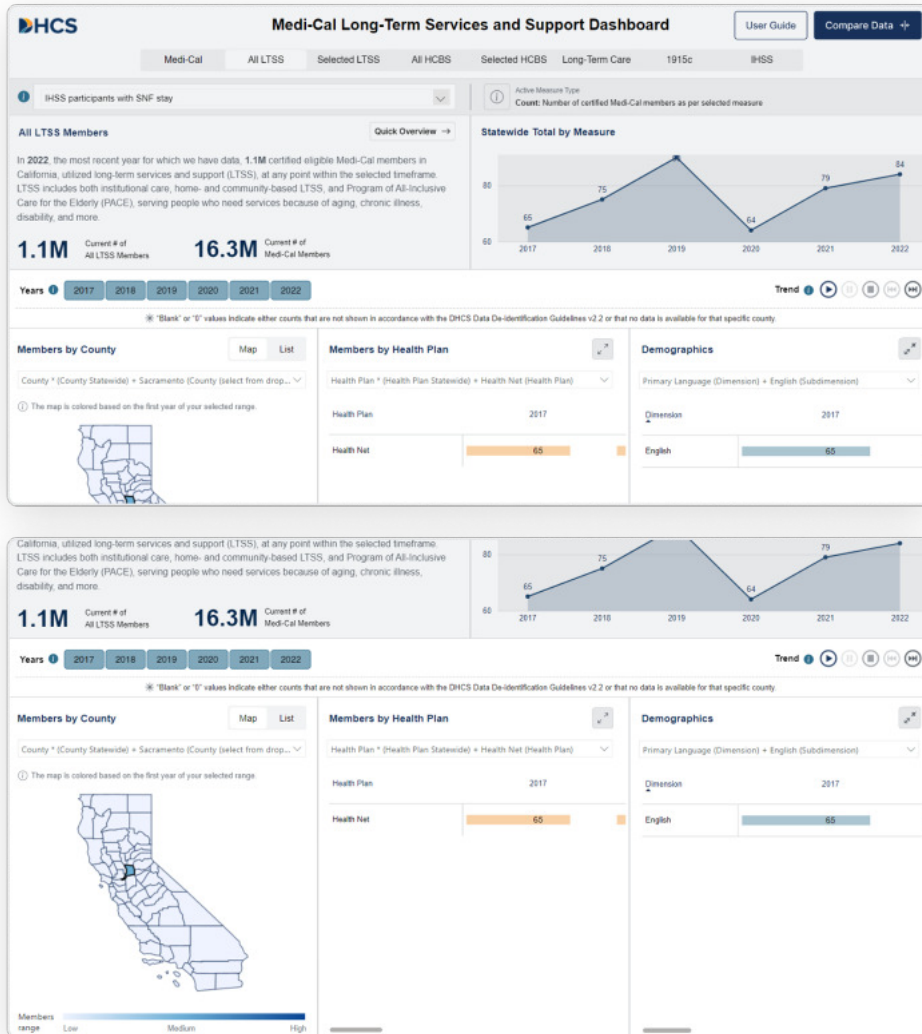 DHCS
Medi-Cal Long-Term Services and Support Dashboard
User Guide
Compare Data
Medi-Cal All LTSS Selected LTSS All HCBS Selected HCBS Long-Term Care 1915c IHSS
IHSS participants with SNF stay
Active Measure Type
Count: Number of certified Medi-Cal members as per selected measure
All LTSS Members
Quick Overview →
In 2022, the most recent year for which we have data, 1.1M certified eligible Medi-Cal members in
California, utilized long-term services and support (LTSS), at any point within the selected timeframe.
LTSS includes both institutional care, home- and community-based LTSS, and Program of All-Inclusive
Care for the Elderly (PACE), serving people who need services because of aging, chronic illness,
disability, and more.
1.1M Current # of
All LTSS Members
16.3M Current # of
Medi-Cal Members
Statewide Total by Measure
80
60
65
75
64
79
84
2017 2018 2019 2020 2021 2022
Years 2017 2018 2019 2020 2021 2022
Trend
※ "Blank" or "0" values indicate either counts that are not shown in accordance with the DHCS Data De-identification Guidelines v2.2 or that no data is available for that specific county.
Members by County
Map List
County * (County Statewide) + Sacramento (County (select from drop...
The map is colored based on the first year of your selected range.
Members by Health Plan
Health Plan * (Health Plan Statewide) + Health Net (Health Plan)
Health Plan 2017
Health Net 65
Demographics
Primary Language (Dimension) + English (Subdimension)
Dimension 2017
English 65
California, utilized long-term services and support (LTSS), at any point within the selected timeframe.
LTSS includes both institutional care, home- and community-based LTSS, and Program of All-Inclusive
Care for the Elderly (PACE), serving people who need services because of aging, chronic illness,
disability, and more.
1.1M Current # of
All LTSS Members
16.3M Current # of
Medi-Cal Members
80
60
65
75
64
79
2017 2018 2019 2020 2021 2022
Years 2017 2018 2019 2020 2021 2022
Trend
※ "Blank" or "0" values indicate either counts that are not shown in accordance with the DHCS Data De-identification Guidelines v2.2 or that no data is available for that specific county.
Members by County
Map List
County * (County Statewide) + Sacramento (County (select from drop...
The map is colored based on the first year of your selected range.
Members
range Low Medium High
Members by Health Plan
Health Plan * (Health Plan Statewide) + Health Net (Health Plan)
Health Plan 2017
Health Net 65
Demographics
Primary Language (Dimension) + English (Subdimension)
Dimension 2017
English 65